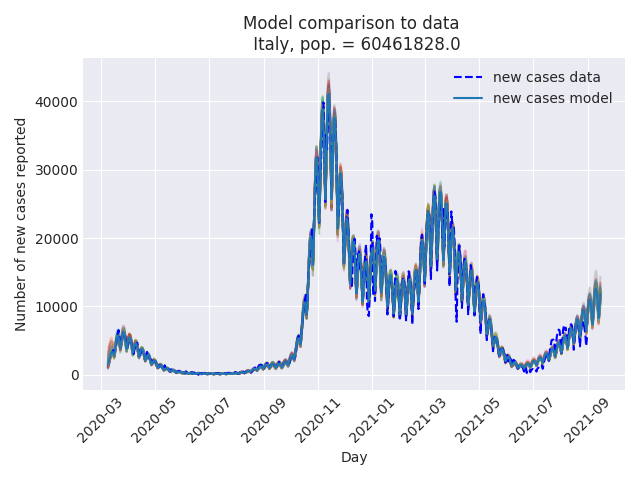 Model comparison to data
Italy, pop. = 60461828.0
new cases data
new cases model
Number of new cases reported
40000
30000
20000
10000
0
2020-03
2020-05
2020-07
2020-09
2020-11
2021-01
2021-03
2021-05
2021-07
2021-09
Day